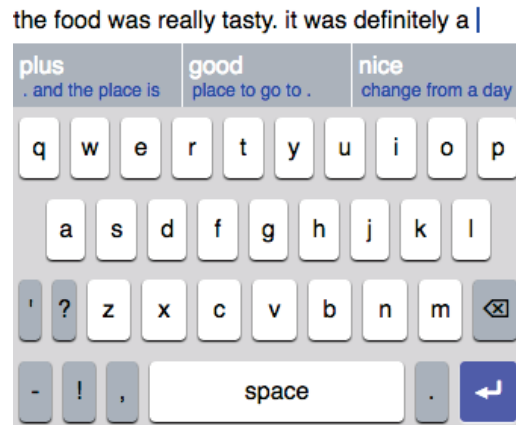 the food was really tasty. it was definitely a
plus good nice
. and the place is place to go to . change from a day
q w e r t y u i o p
a s d f g h j k l
' ? z x c v b n m
- ! , space .